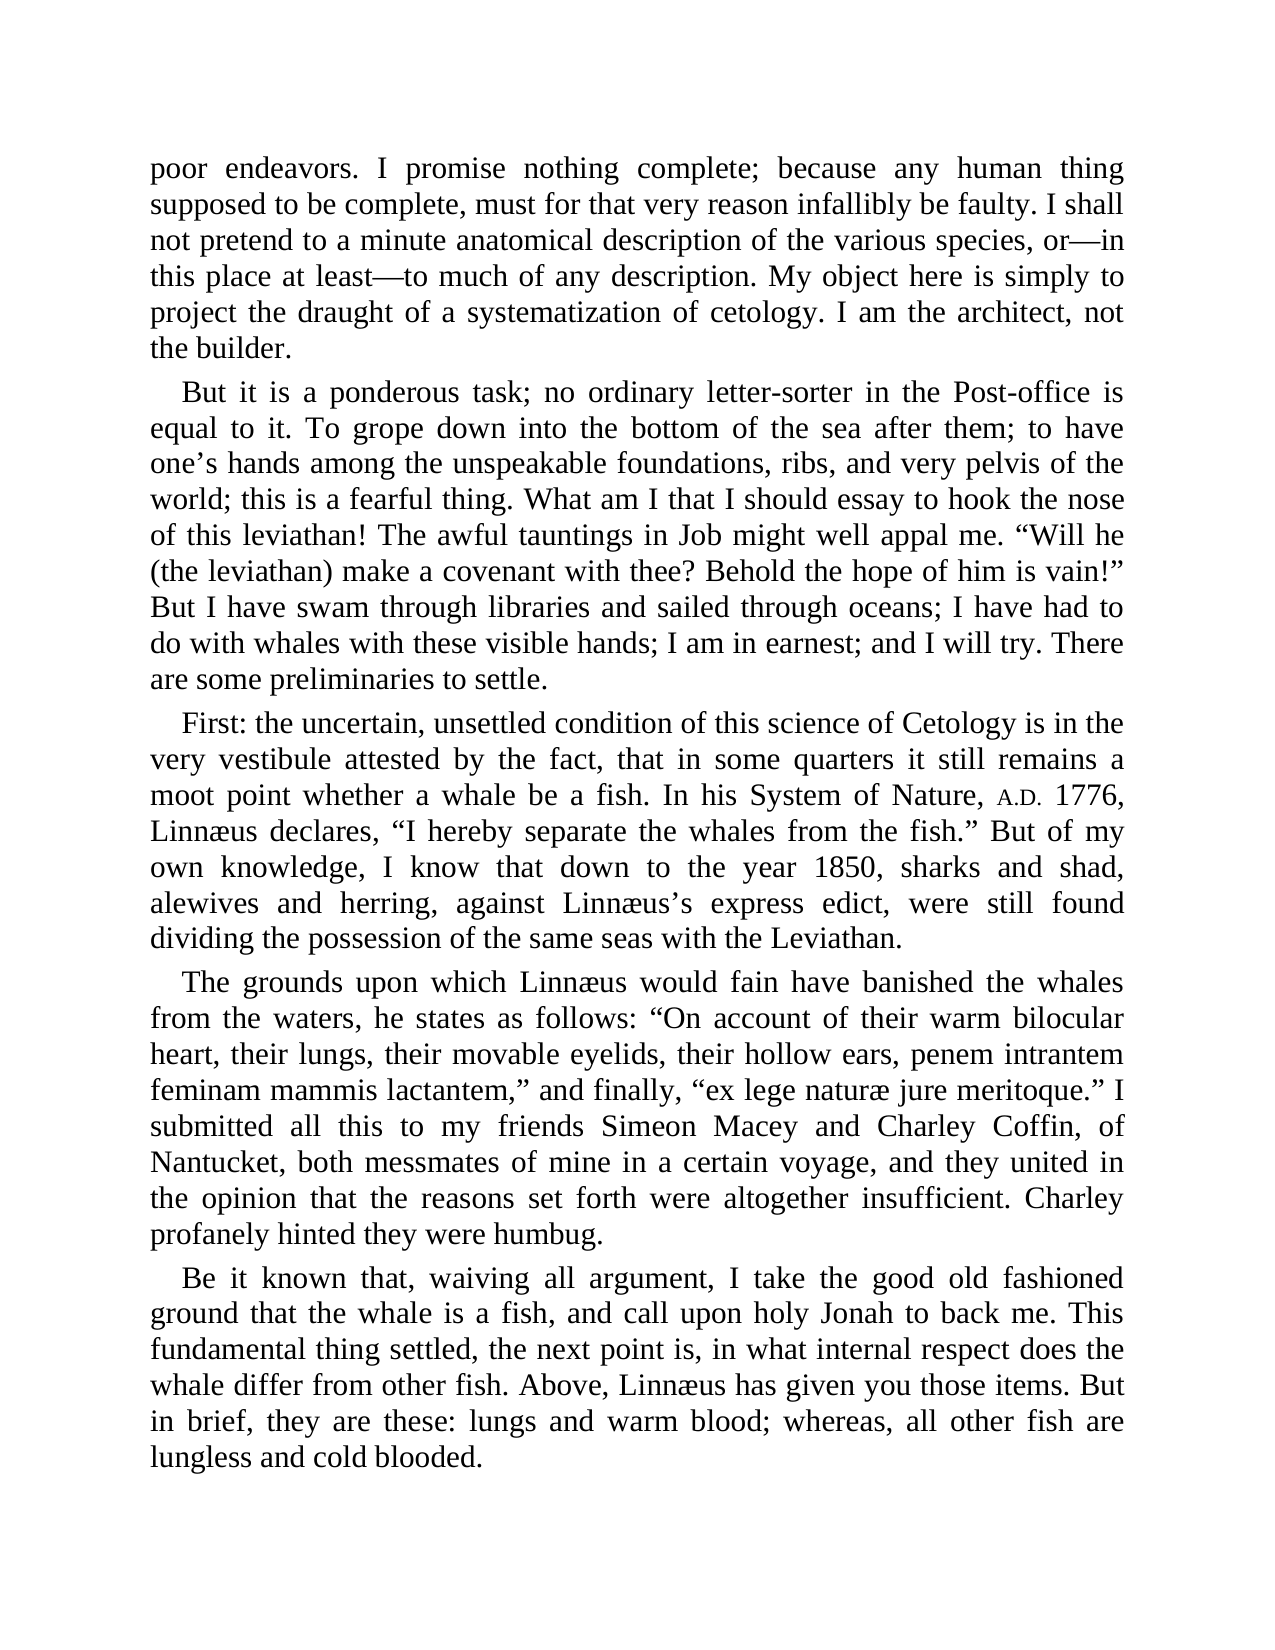 poor endeavors. I promise nothing complete; because any human thing
supposed to be complete, must for that very reason infallibly be faulty. I shall
not pretend to a minute anatomical description of the various species, or—in
this place at least—to much of any description. My object here is simply to
project the draught of a systematization of cetology. I am the architect, not
the builder.
But it is a ponderous task; no ordinary letter-sorter in the Post-office is
equal to it. To grope down into the bottom of the sea after them; to have
one’s hands among the unspeakable foundations, ribs, and very pelvis of the
world; this is a fearful thing. What am I that I should essay to hook the nose
of this leviathan! The awful tauntings in Job might well appal me. “Will he
(the leviathan) make a covenant with thee? Behold the hope of him is vain!”
But I have swam through libraries and sailed through oceans; I have had to
do with whales with these visible hands; I am in earnest; and I will try. There
are some preliminaries to settle.
First: the uncertain, unsettled condition of this science of Cetology is in the
very vestibule attested by the fact, that in some quarters it still remains a
moot point whether a whale be a fish. In his System of Nature, A.D. 1776,
Linnæus declares, “I hereby separate the whales from the fish.” But of my
own knowledge, I know that down to the year 1850, sharks and shad,
alewives and herring, against Linnæus’s express edict, were still found
dividing the possession of the same seas with the Leviathan.
The grounds upon which Linnæus would fain have banished the whales
from the waters, he states as follows: “On account of their warm bilocular
heart, their lungs, their movable eyelids, their hollow ears, penem intrantem
feminam mammis lactantem,” and finally, “ex lege naturæ jure meritoque.” I
submitted all this to my friends Simeon Macey and Charley Coffin, of
Nantucket, both messmates of mine in a certain voyage, and they united in
the opinion that the reasons set forth were altogether insufficient. Charley
profanely hinted they were humbug.
Be it known that, waiving all argument, I take the good old fashioned
ground that the whale is a fish, and call upon holy Jonah to back me. This
fundamental thing settled, the next point is, in what internal respect does the
whale differ from other fish. Above, Linnæus has given you those items. But
in brief, they are these: lungs and warm blood; whereas, all other fish are
lungless and cold blooded.